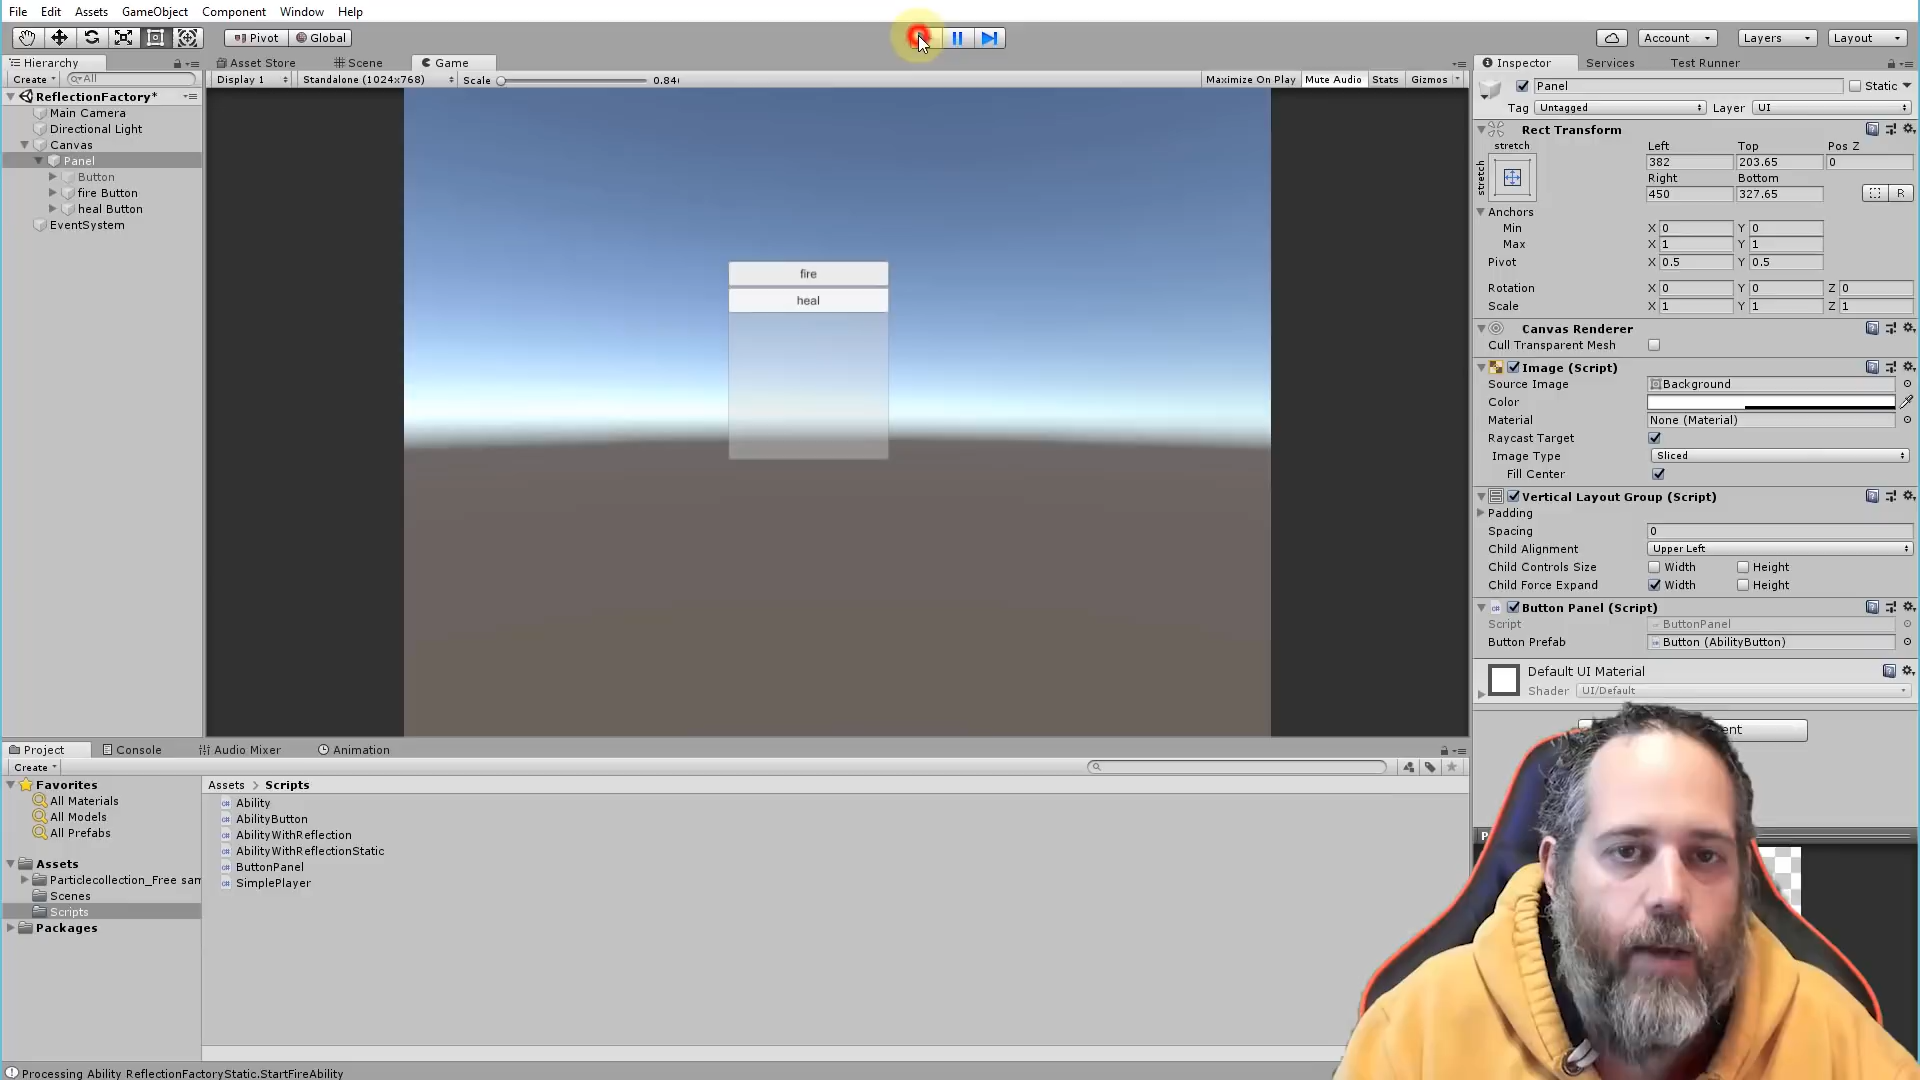 File Edit Assets GameObject Component Window Help
Pivot Global Account Layers Layout
Hierarchy Asset Store Scene Game Inspector Services Test Runner
Create All Display 1 Standalone (1024x768) Scale 0.84 Maximize On Play Mute Audio Stats Gizmos
Panel Static
ReflectionFactory*
Tag Untagged Layer UI
Main Camera
Directional Light
Canvas
Panel
Button
fire Button
heal Button
EventSystem
fire
heal
Rect Transform
stretch Left Top Pos Z
stretch
382 203.65 0
Right Bottom
450 327.65 R
Anchors
Min X 0 Y 0
Max X 1 Y 1
Pivot X 0.5 Y 0.5
Rotation X 0 Y 0 Z 0
Scale X 1 Y 1 Z 1
Canvas Renderer
Cull Transparent Mesh
Image (Script)
Source Image Background
Color
Material None (Material)
Raycast Target
Image Type Sliced
Fill Center
Vertical Layout Group (Script)
Padding
Spacing 0
Child Alignment Upper Left
Child Controls Size Width Height
Child Force Expand Width Height
Button Panel (Script)
Script ButtonPanel
Button Prefab Button (AbilityButton)
Default UI Material
Shader UI/Default
Project Console Audio Mixer Animation
Create
Favorites
All Materials
All Models
All Prefabs
Assets
Particlecollection_Free sam
Scenes
Scripts
Packages
Assets > Scripts
Ability
AbilityButton
AbilityWithReflection
AbilityWithReflectionStatic
ButtonPanel
SimplePlayer
Processing Ability ReflectionFactoryStatic.StartFireAbility